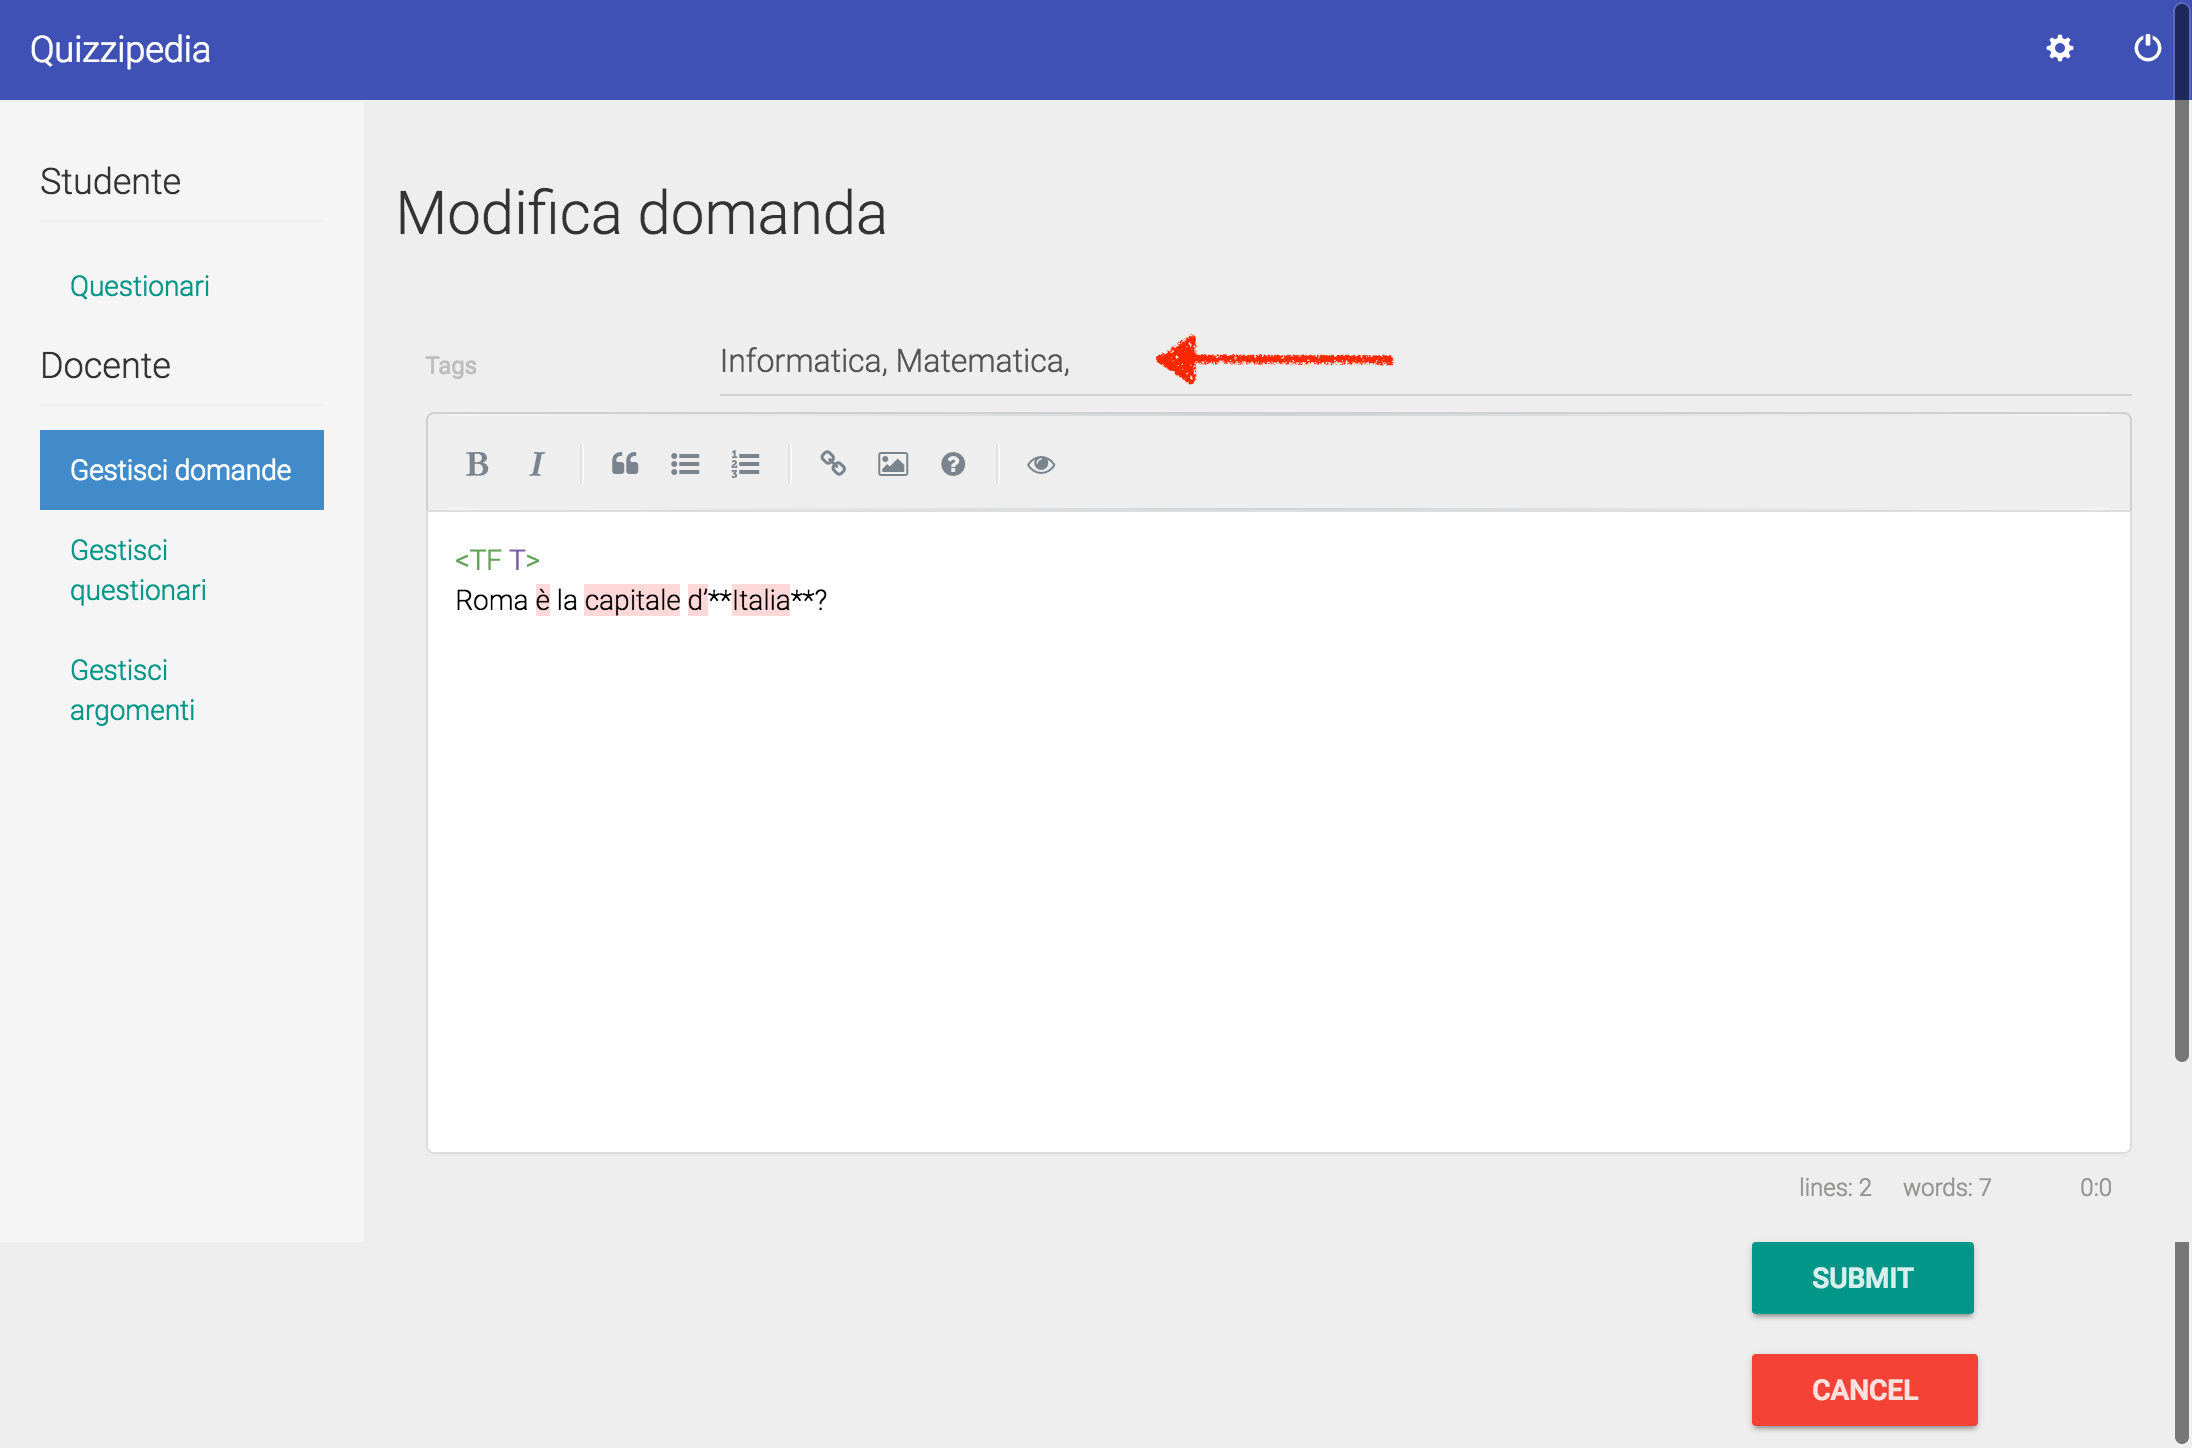 Quizzipedia
Studente
Questionari
Docente
Gestisci domande
Gestisci
questionari
Gestisci
argomenti
Modifica domanda
Tags
Informatica, Matematica,
B I
<TF T>
Roma è la capitale d’**Italia**?
lines: 2 words: 7 0:0
SUBMIT
CANCEL